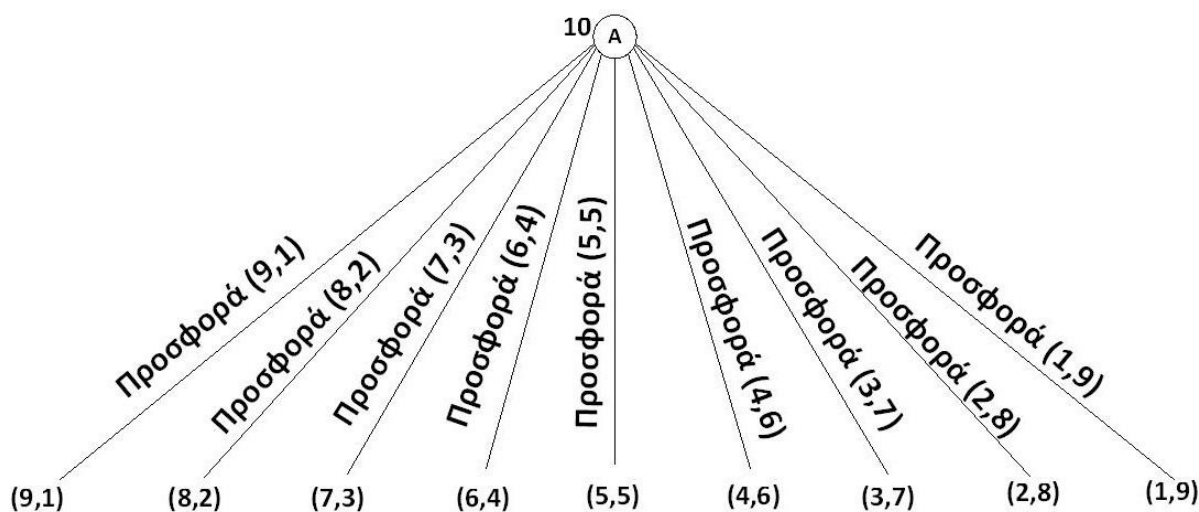 10 A
Προσφορά (9,1)
Προσφορά (8,2)
Προσφορά (7,3)
Προσφορά (6,4)
Προσφορά (5,5)
Προσφορά (4,6)
Προσφορά (3,7)
Προσφορά (2,8)
Προσφορά (1,9)
(9,1) (8,2) (7,3) (6,4) (5,5) (4,6) (3,7) (2,8) (1,9)